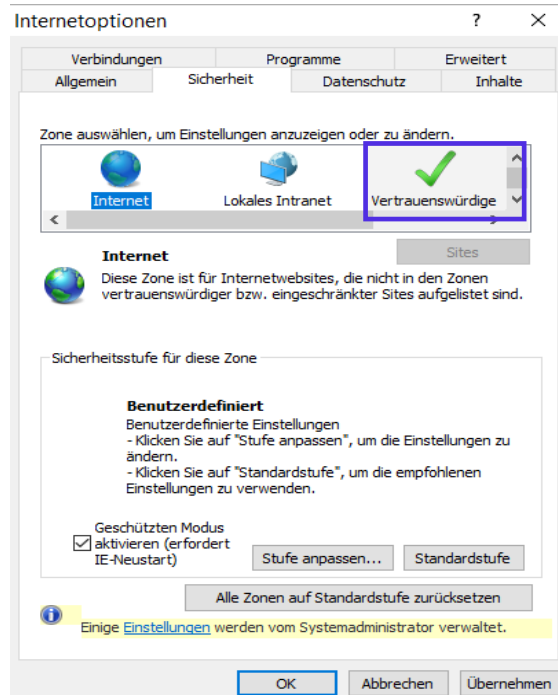 Internetoptionen ? ×
Verbindungen Programme Erweitert
Allgemein Sicherheit Datenschutz Inhalte
Zone auswählen, um Einstellungen anzuzeigen oder zu ändern.
Internet Lokales Intranet Vertrauenswürdige
Internet
Sites
Diese Zone ist für Internetwebsites, die nicht in den Zonen
vertrauenswürdiger bzw. eingeschränkter Sites aufgelistet sind.
Sicherheitsstufe für diese Zone
Benutzerdefiniert
Benutzerdefinierte Einstellungen
- Klicken Sie auf "Stufe anpassen", um die Einstellungen zu
ändern.
- Klicken Sie auf "Standardstufe", um die empfohlenen
Einstellungen zu verwenden.
Geschützten Modus
aktivieren (erfordert
IE-Neustart)
Stufe anpassen... Standardstufe
Alle Zonen auf Standardstufe zurücksetzen
Einige Einstellungen werden vom Systemadministrator verwaltet.
OK Abbrechen Übernehmen